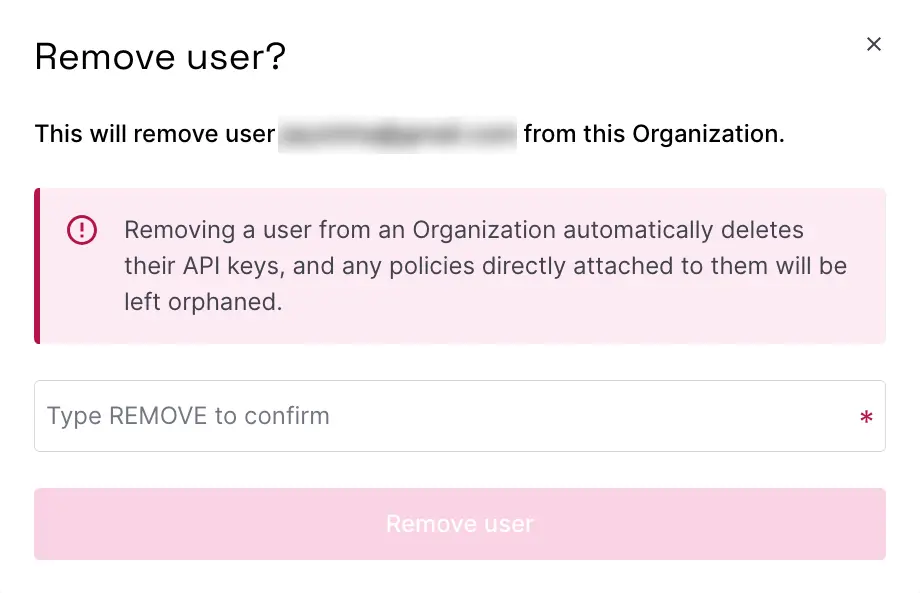 Remove user?
This will remove user from this Organization.
Removing a user from an Organization automatically deletes
their API keys, and any policies directly attached to them will be
left orphaned.
Type REMOVE to confirm *
Remove user